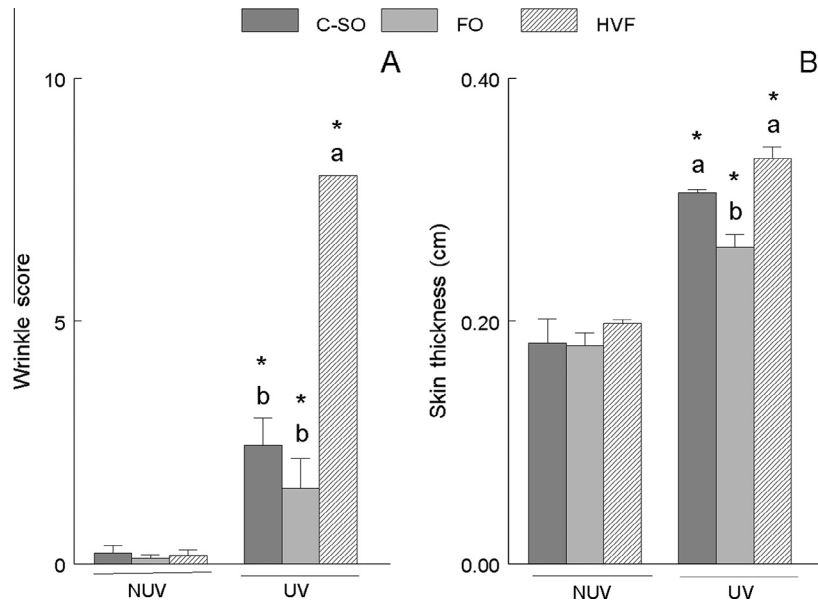 C-SO FO HVF
A
10
5
0
Wrinkle score
*
b
*
b
*
a
NUV UV
B
0.40
0.20
0.00
Skin thickness (cm)
*
a
*
b
*
a
NUV UV